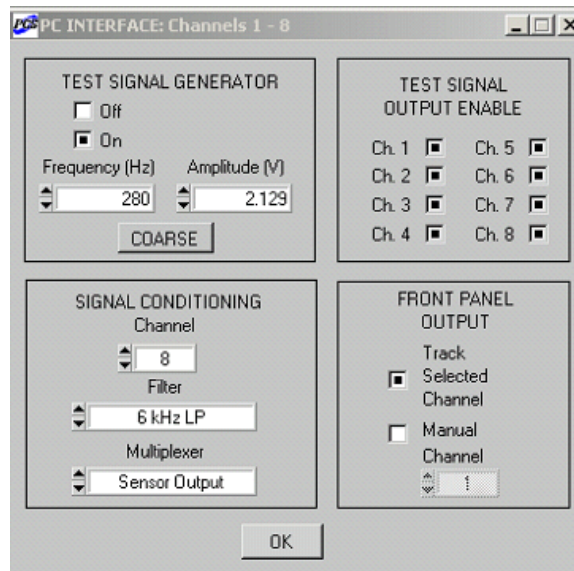 PGS PC INTERFACE: Channels 1 - 8
TEST SIGNAL GENERATOR
Off
On
Frequency (Hz) Amplitude (V)
280 2.129
COARSE
TEST SIGNAL
OUTPUT ENABLE
Ch. 1 Ch. 5
Ch. 2 Ch. 6
Ch. 3 Ch. 7
Ch. 4 Ch. 8
SIGNAL CONDITIONING
Channel
8
Filter
6 kHz LP
Multiplexer
Sensor Output
FRONT PANEL
OUTPUT
Track
Selected
Channel
Manual
Channel
1
OK